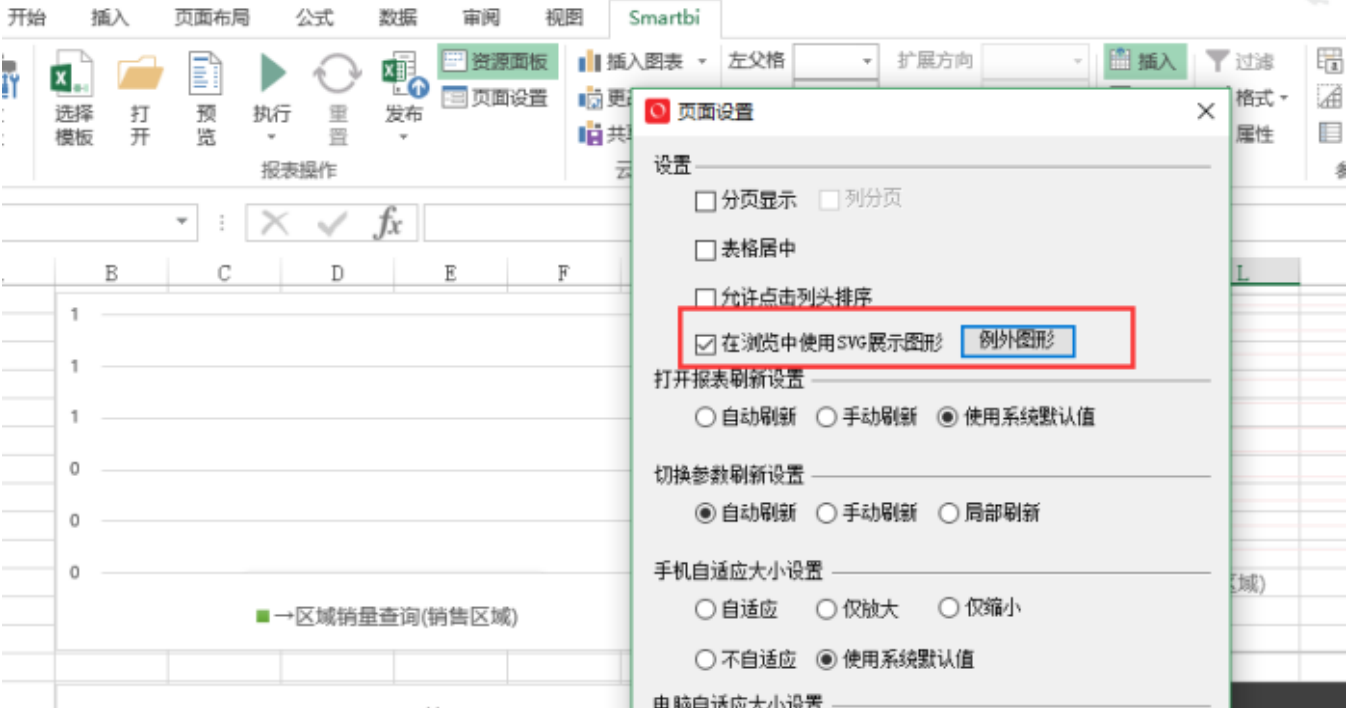 开始 插入 页面布局 公式 数据 审阅 视图 Smartbi
资源面板 插入图表 左父格 扩展方向 插入 过滤
选择模板 打开 预览 执行 重置 发布 页面设置 格式
属性
报表操作
页面设置
设置
分页显示 列分页
表格居中
允许点击列头排序
在浏览中使用SVG展示图形 例外图形
打开报表刷新设置
自动刷新 手动刷新 使用系统默认值
切换参数刷新设置
自动刷新 手动刷新 局部刷新
手机自适应大小设置
自适应 仅放大 仅缩小
不自适应 使用系统默认值
电脑自适应大小设置
fx
B C D E F L
1
1
1
0
0
0
→区域销量查询(销售区域)
域)